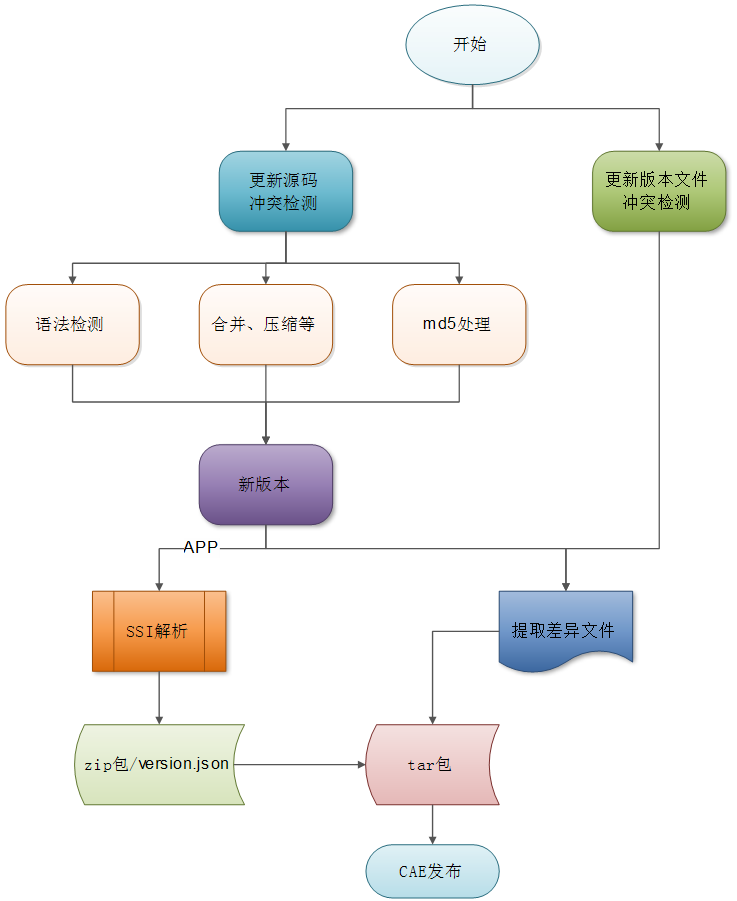 开始
更新源码
冲突检测
更新版本文件
冲突检测
语法检测
合并、压缩等
md5处理
新版本
APP
SSI解析
提取差异文件
zip包/version.json
tar包
CAE发布